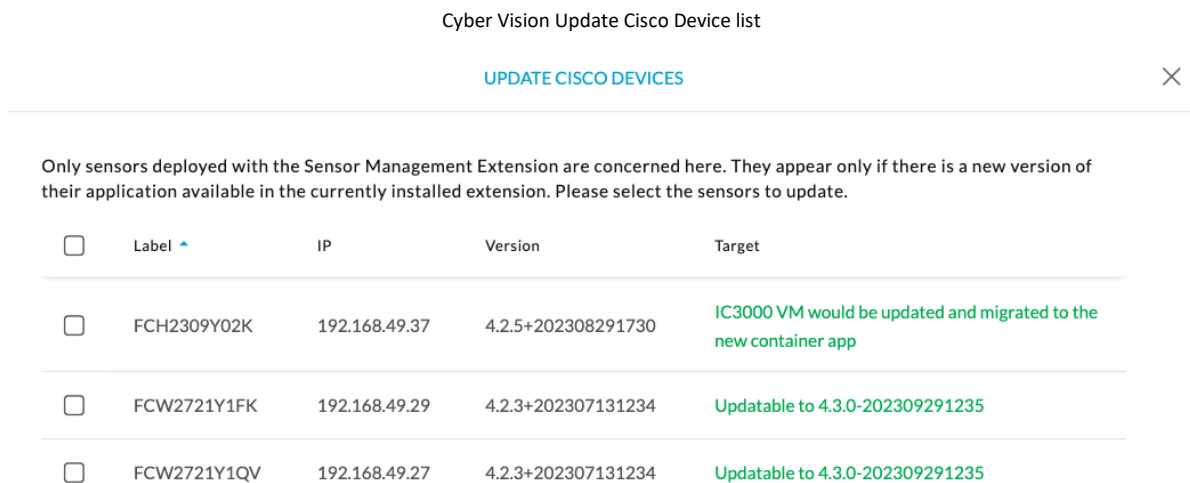 Cyber Vision Update Cisco Device list
UPDATE CISCO DEVICES
Only sensors deployed with the Sensor Management Extension are concerned here. They appear only if there is a new version of
their application available in the currently installed extension. Please select the sensors to update.
Label IP Version Target
FCH2309Y02K 192.168.49.37 4.2.5+202308291730 IC3000 VM would be updated and migrated to the
new container app
FCW2721Y1FK 192.168.49.29 4.2.3+202307131234 Updatable to 4.3.0-202309291235
FCW2721Y1QV 192.168.49.27 4.2.3+202307131234 Updatable to 4.3.0-202309291235